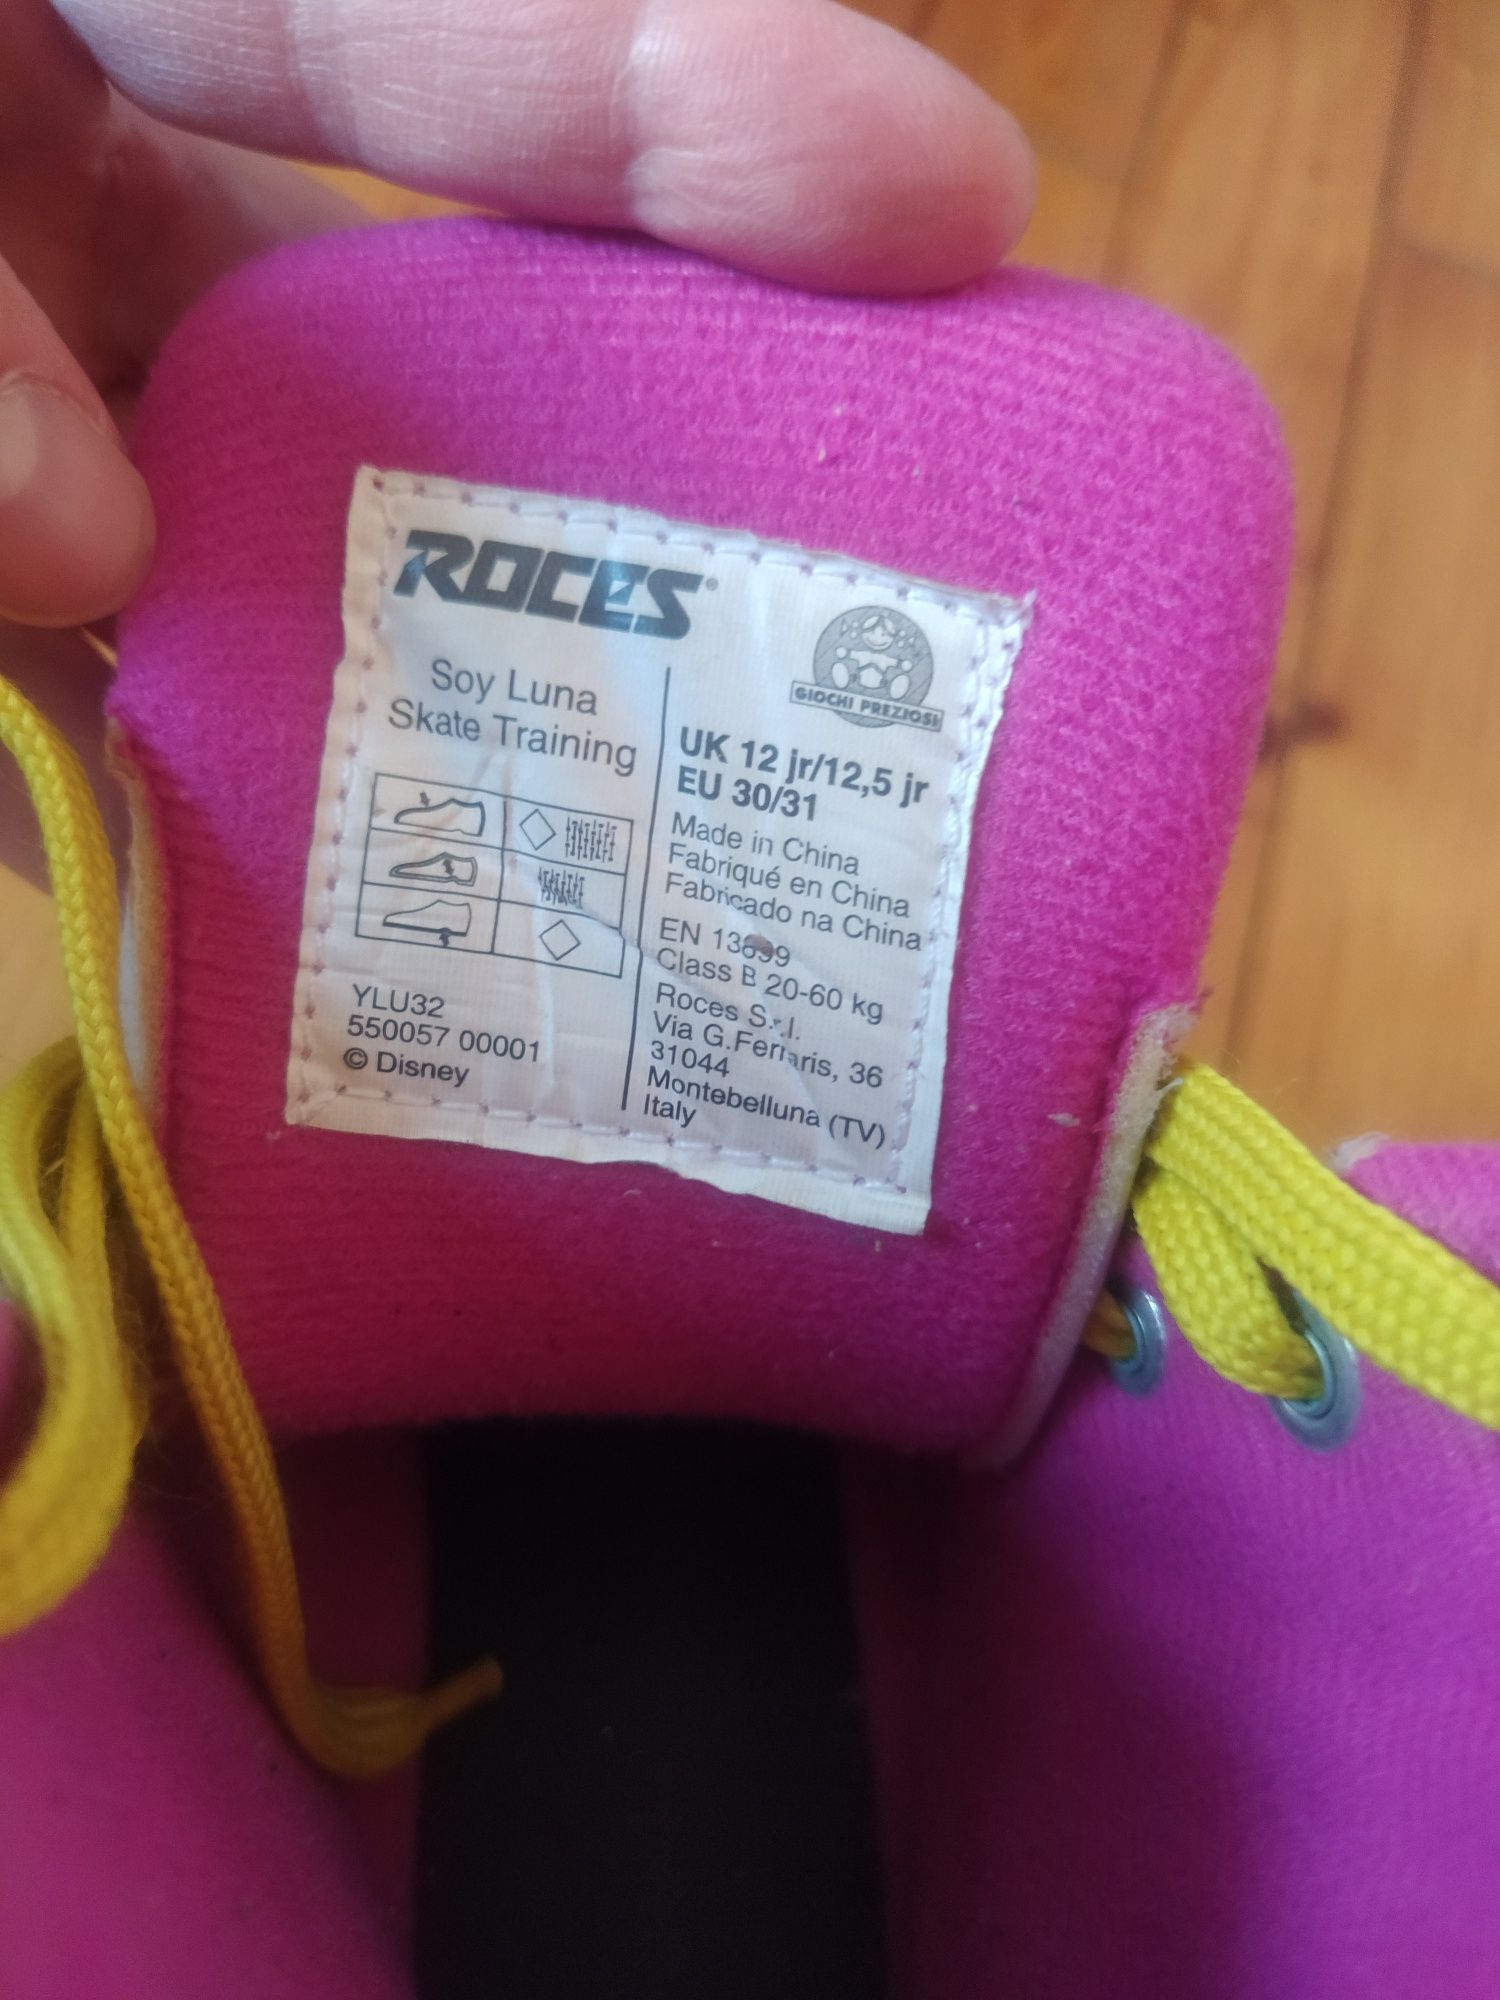 ROCES®
Soy Luna
Skate Training
YLU32
550057 00001
© Disney
GIOCHI PREZIOSI
UK 12 jr/12,5 jr
EU 30/31
Made in China
Fabriqué en China
Fabricado na China
EN 13899
Class B 20-60 kg
Roces S.r.l.
Via G.Ferraris, 36
31044
Montebelluna (TV)
Italy